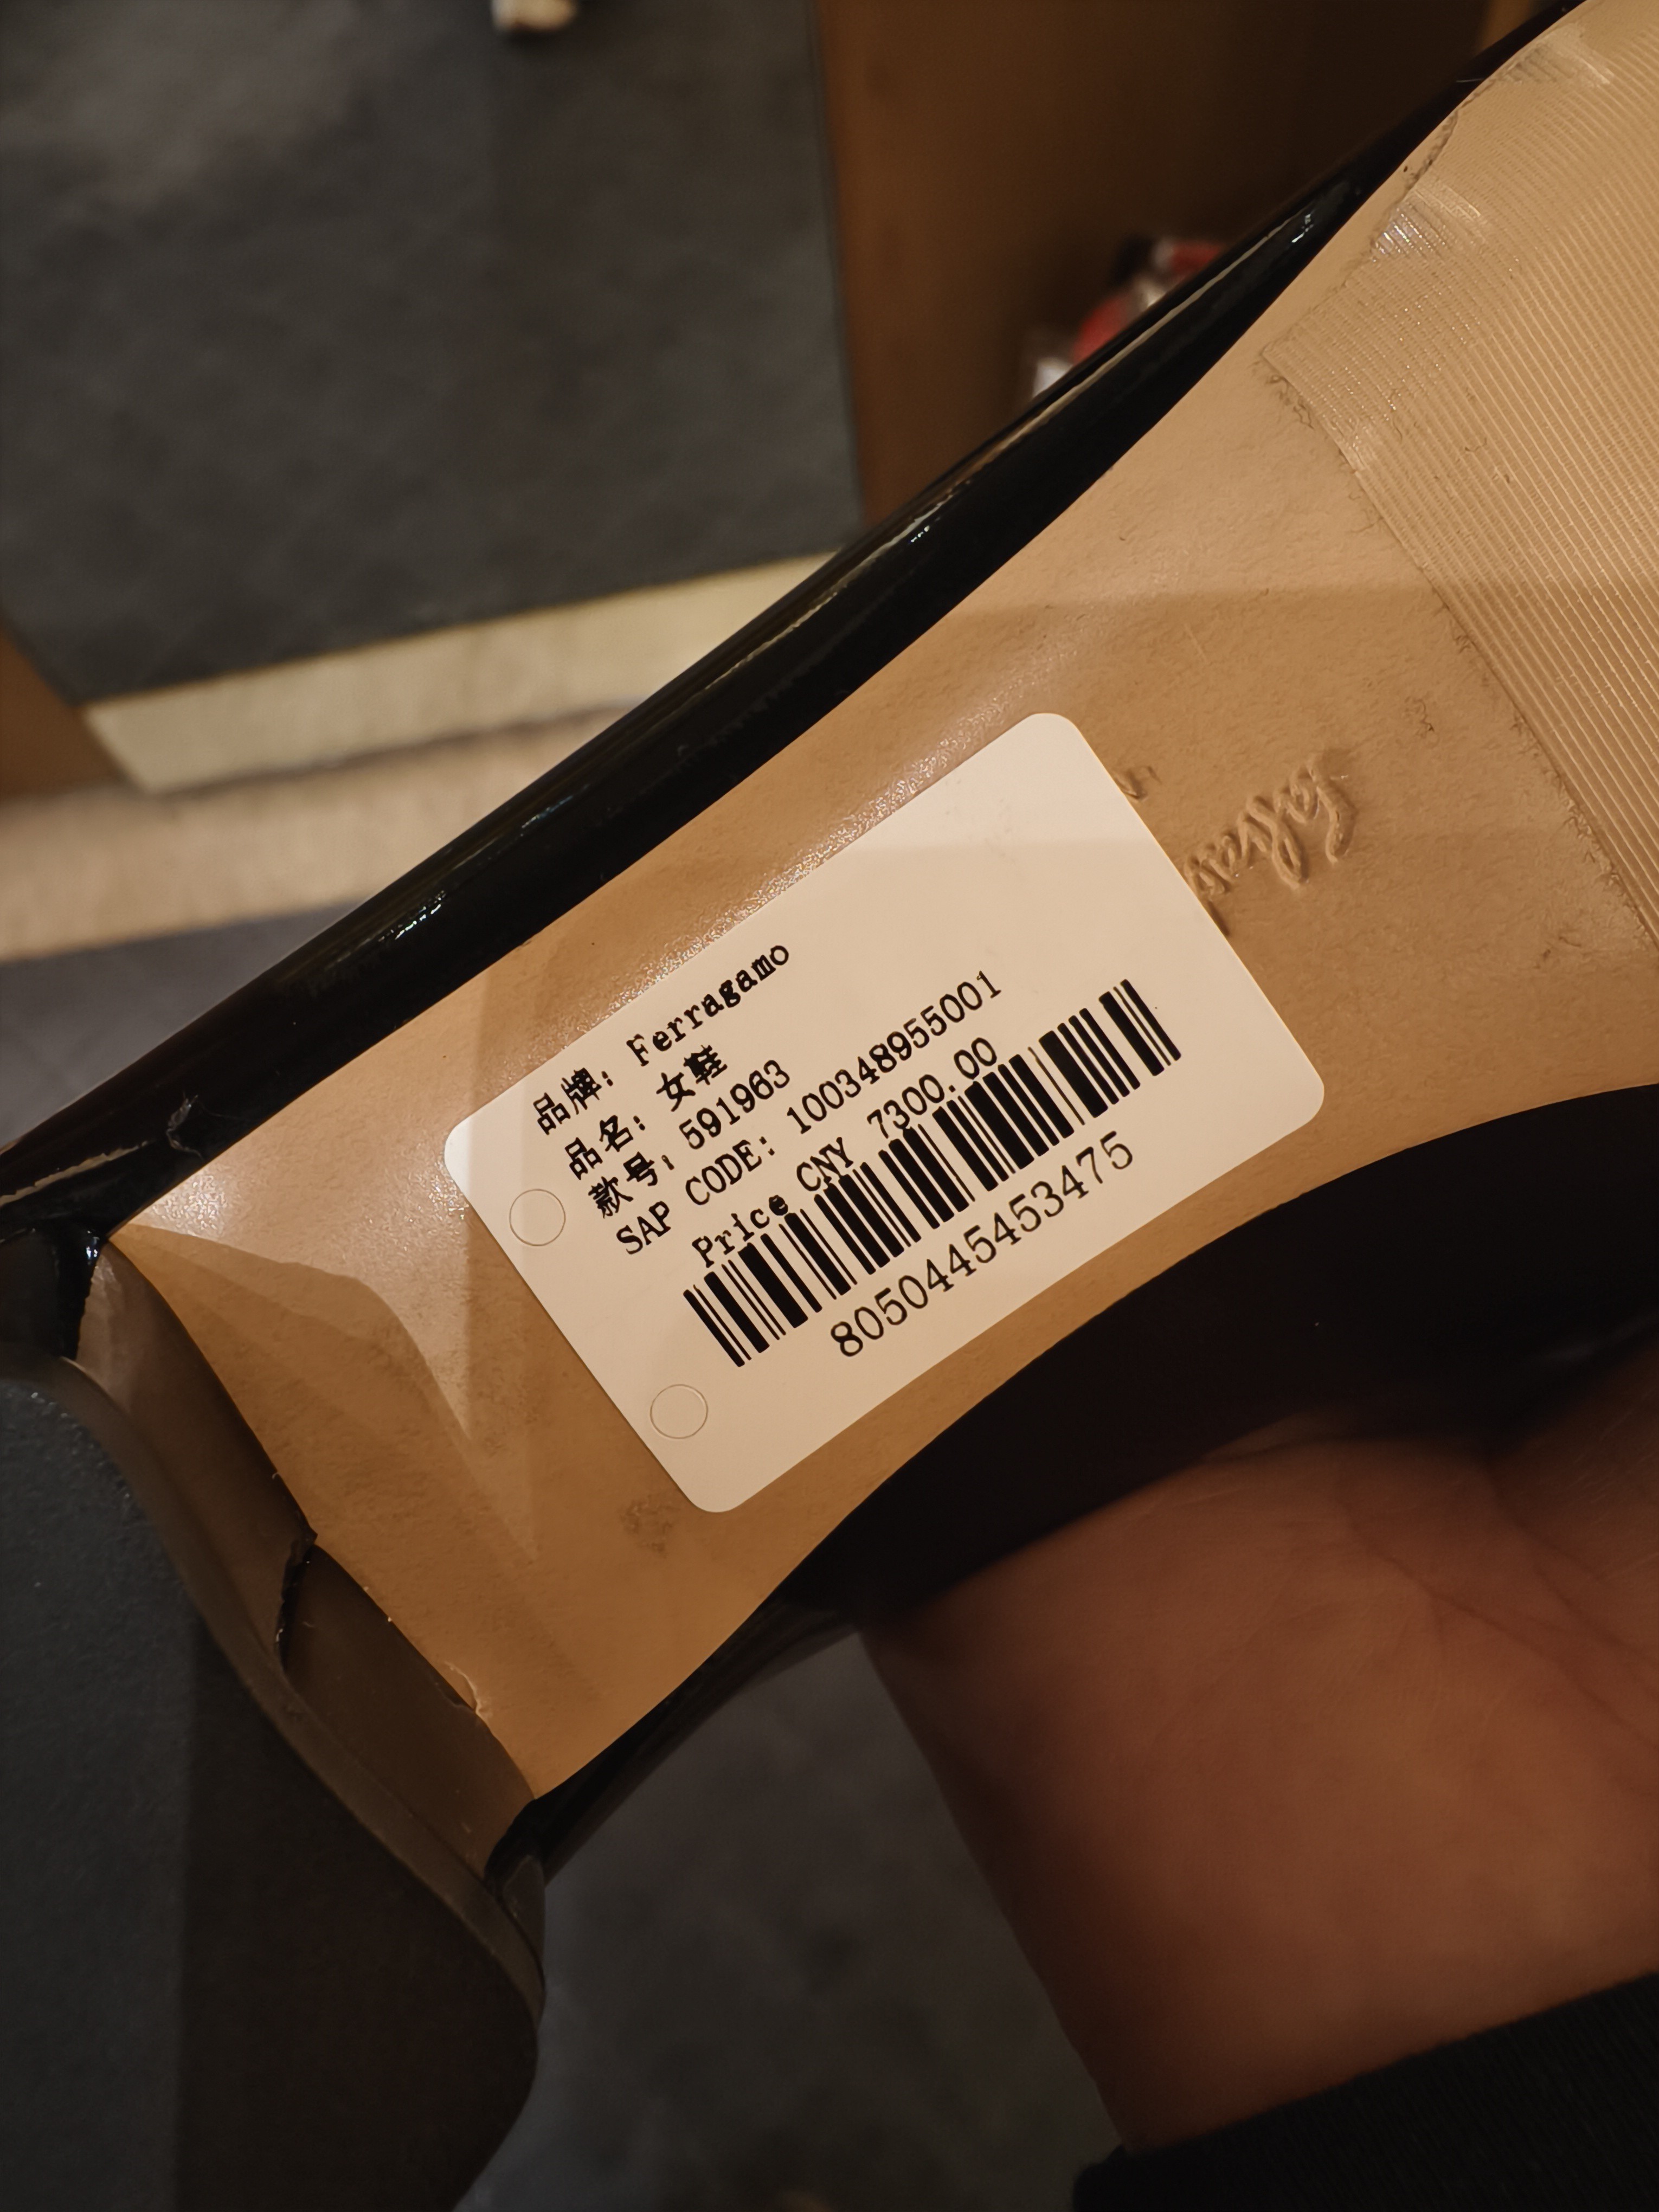 品牌: Ferragamo
品名: 女鞋
款号: 591963
SAP CODE: 100348955001
Price CNY 7300.00
8050445453475